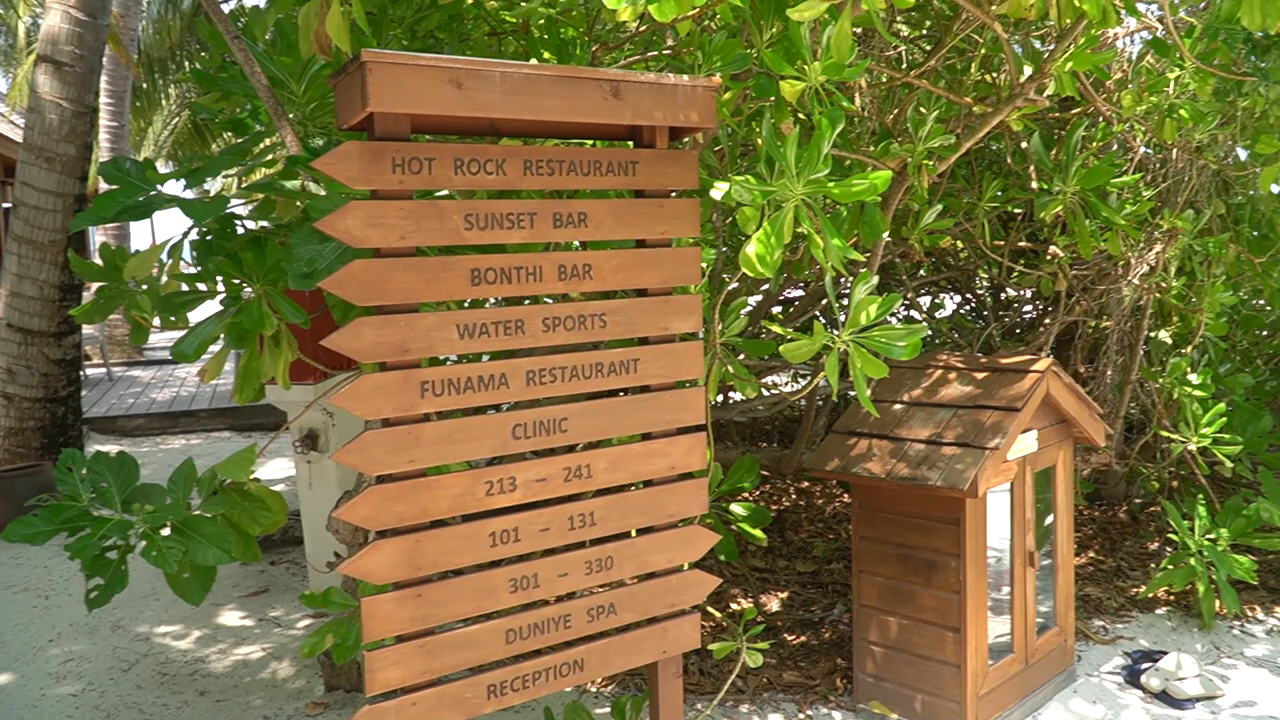 HOT ROCK RESTAURANT
SUNSET BAR
BONTHI BAR
WATER SPORTS
FUNAMA RESTAURANT
CLINIC
213 – 241
101 – 131
301 – 330
DUNIYE SPA
RECEPTION